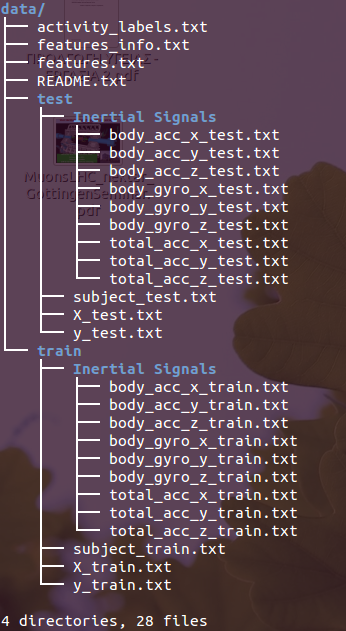 data/
├── activity_labels.txt
├── features_info.txt
├── features.txt
├── README.txt
├── test
│   ├── Inertial Signals
│   │   ├── body_acc_x_test.txt
│   │   ├── body_acc_y_test.txt
│   │   ├── body_acc_z_test.txt
│   │   ├── body_gyro_x_test.txt
│   │   ├── body_gyro_y_test.txt
│   │   ├── body_gyro_z_test.txt
│   │   ├── total_acc_x_test.txt
│   │   ├── total_acc_y_test.txt
│   │   └── total_acc_z_test.txt
│   ├── subject_test.txt
│   ├── X_test.txt
│   └── y_test.txt
└── train
    ├── Inertial Signals
    │   ├── body_acc_x_train.txt
    │   ├── body_acc_y_train.txt
    │   ├── body_acc_z_train.txt
    │   ├── body_gyro_x_train.txt
    │   ├── body_gyro_y_train.txt
    │   ├── body_gyro_z_train.txt
    │   ├── total_acc_x_train.txt
    │   ├── total_acc_y_train.txt
    │   └── total_acc_z_train.txt
    ├── subject_train.txt
    ├── X_train.txt
    └── y_train.txt
4 directories, 28 files